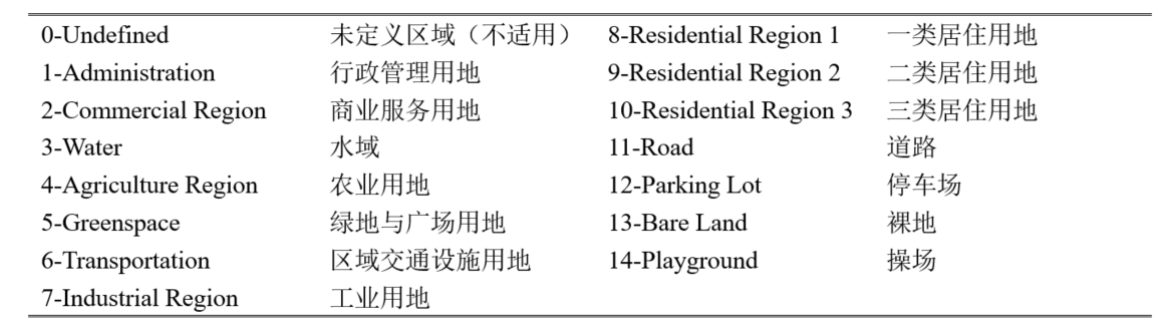 0-Undefined 未定义区域（不适用） 8-Residential Region 1 一类居住用地
1-Administration 行政管理用地 9-Residential Region 2 二类居住用地
2-Commercial Region 商业服务用地 10-Residential Region 3 三类居住用地
3-Water 水域 11-Road 道路
4-Agriculture Region 农业用地 12-Parking Lot 停车场
5-Greenspace 绿地与广场用地 13-Bare Land 裸地
6-Transportation 区域交通设施用地 14-Playground 操场
7-Industrial Region 工业用地